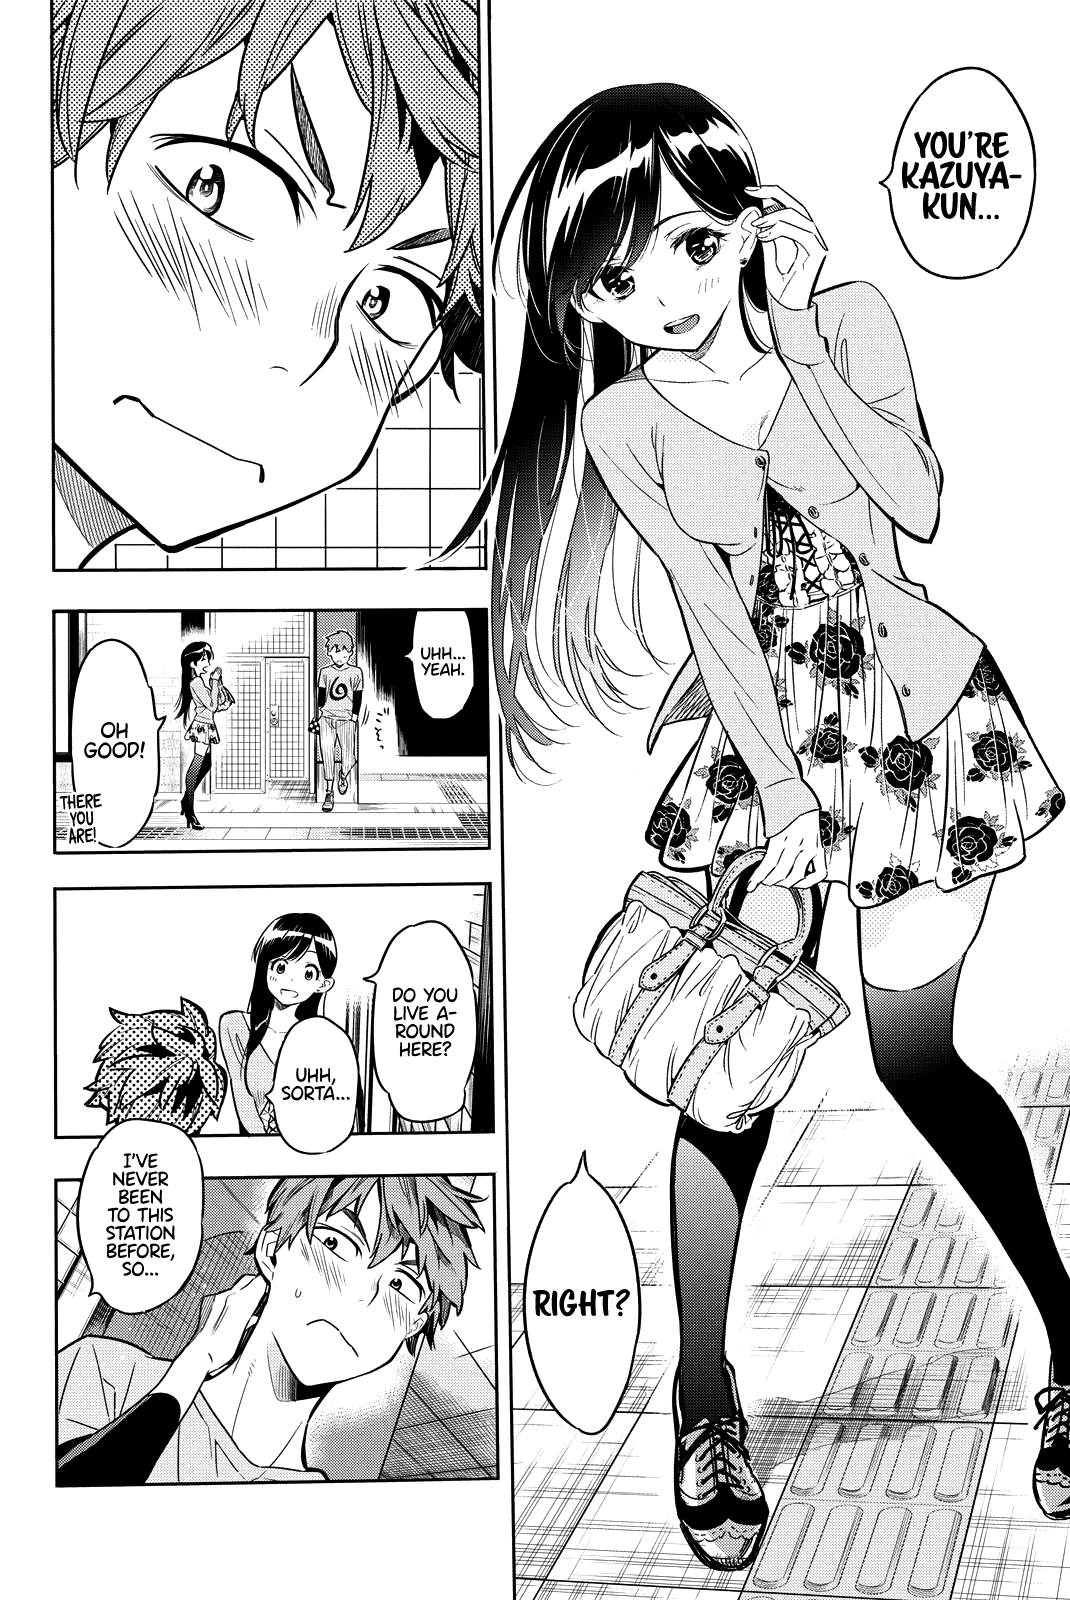 YOU'RE
KAZUYA-
KUN...
RIGHT?
UHH...
YEAH.
OH
GOOD!
THERE
YOU
ARE!
DO YOU
LIVE A-
ROUND
HERE?
UHH,
SORTA...
I'VE
NEVER
BEEN
TO THIS
STATION
BEFORE,
SO...